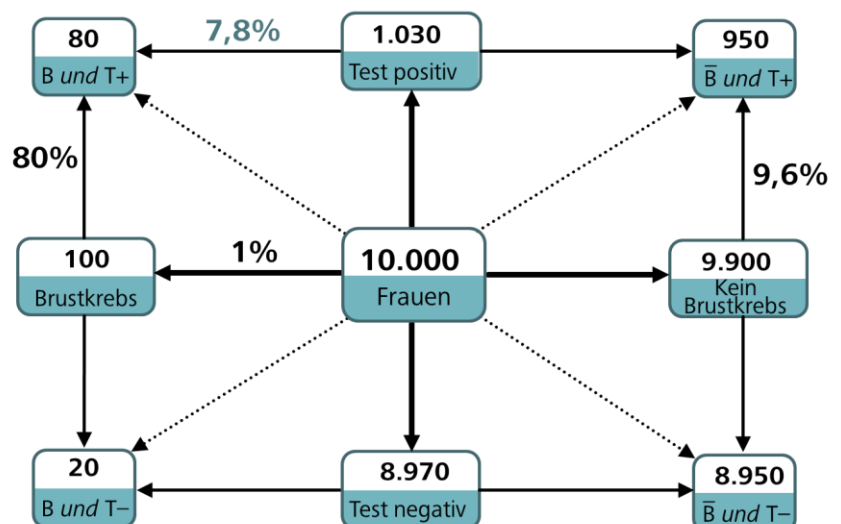 80
B und T+
7,8%
1.030
Test positiv
950
B̅ und T+
80%
9,6%
100
Brustkrebs
1%
10.000
Frauen
9.900
Kein
Brustkrebs
20
B und T–
8.970
Test negativ
8.950
B̅ und T–